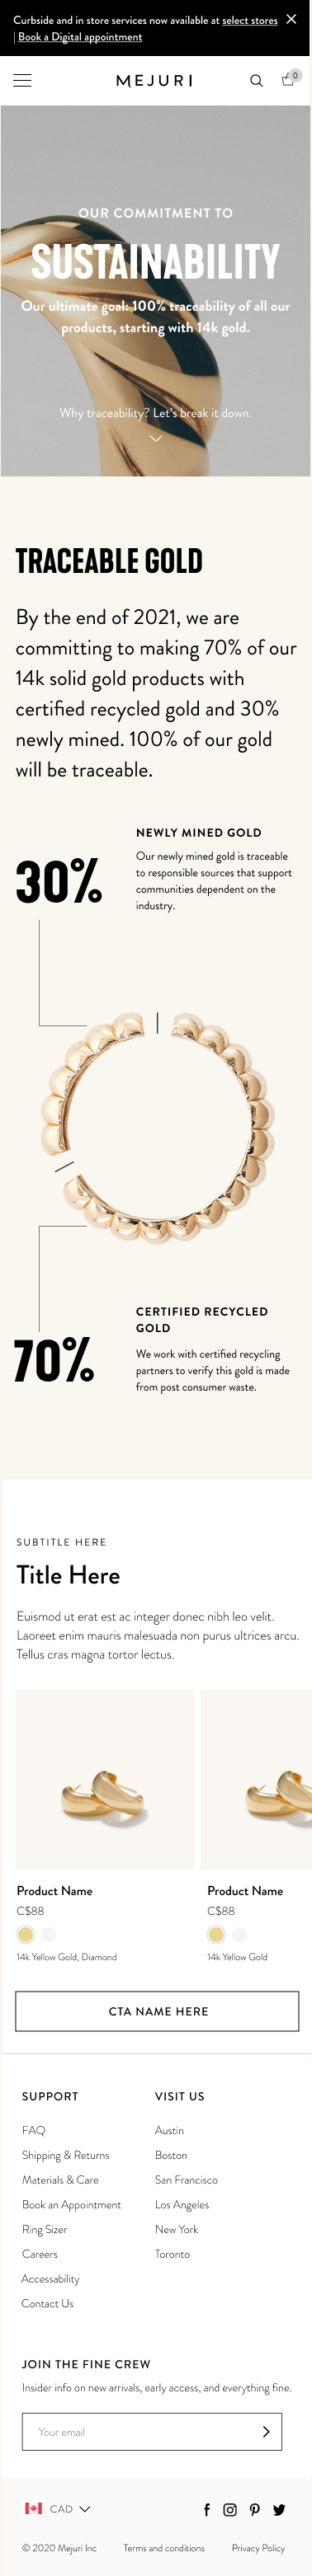 Curbside and in store services now available at select stores
| Book a Digital appointment
MEJURI
0
OUR COMMITMENT TO
SUSTAINABILITY
Our ultimate goal: 100% traceability of all our
products, starting with 14k gold.
Why traceability? Let's break it down.
TRACEABLE GOLD
By the end of 2021, we are
committing to making 70% of our
14k solid gold products with
certified recycled gold and 30%
newly mined. 100% of our gold
will be traceable.
30%
NEWLY MINED GOLD
Our newly mined gold is traceable
to responsible sources that support
communities dependent on the
industry.
70%
CERTIFIED RECYCLED
GOLD
We work with certified recycling
partners to verify this gold is made
from post consumer waste.
SUBTITLE HERE
Title Here
Euismod ut erat est ac integer donec nibh leo velit.
Laoreet enim mauris malesuada non purus ultrices arcu.
Tellus cras magna tortor lectus.
Product Name
C$88
14k Yellow Gold, Diamond
Product Name
C$88
14k Yellow Gold
CTA NAME HERE
SUPPORT
FAQ
Shipping & Returns
Materials & Care
Book an Appointment
Ring Sizer
Careers
Accessability
Contact Us
VISIT US
Austin
Boston
San Francisco
Los Angeles
New York
Toronto
JOIN THE FINE CREW
Insider info on new arrivals, early access, and everything fine.
Your email
CAD
© 2020 Mejuri Inc
Terms and conditions
Privacy Policy